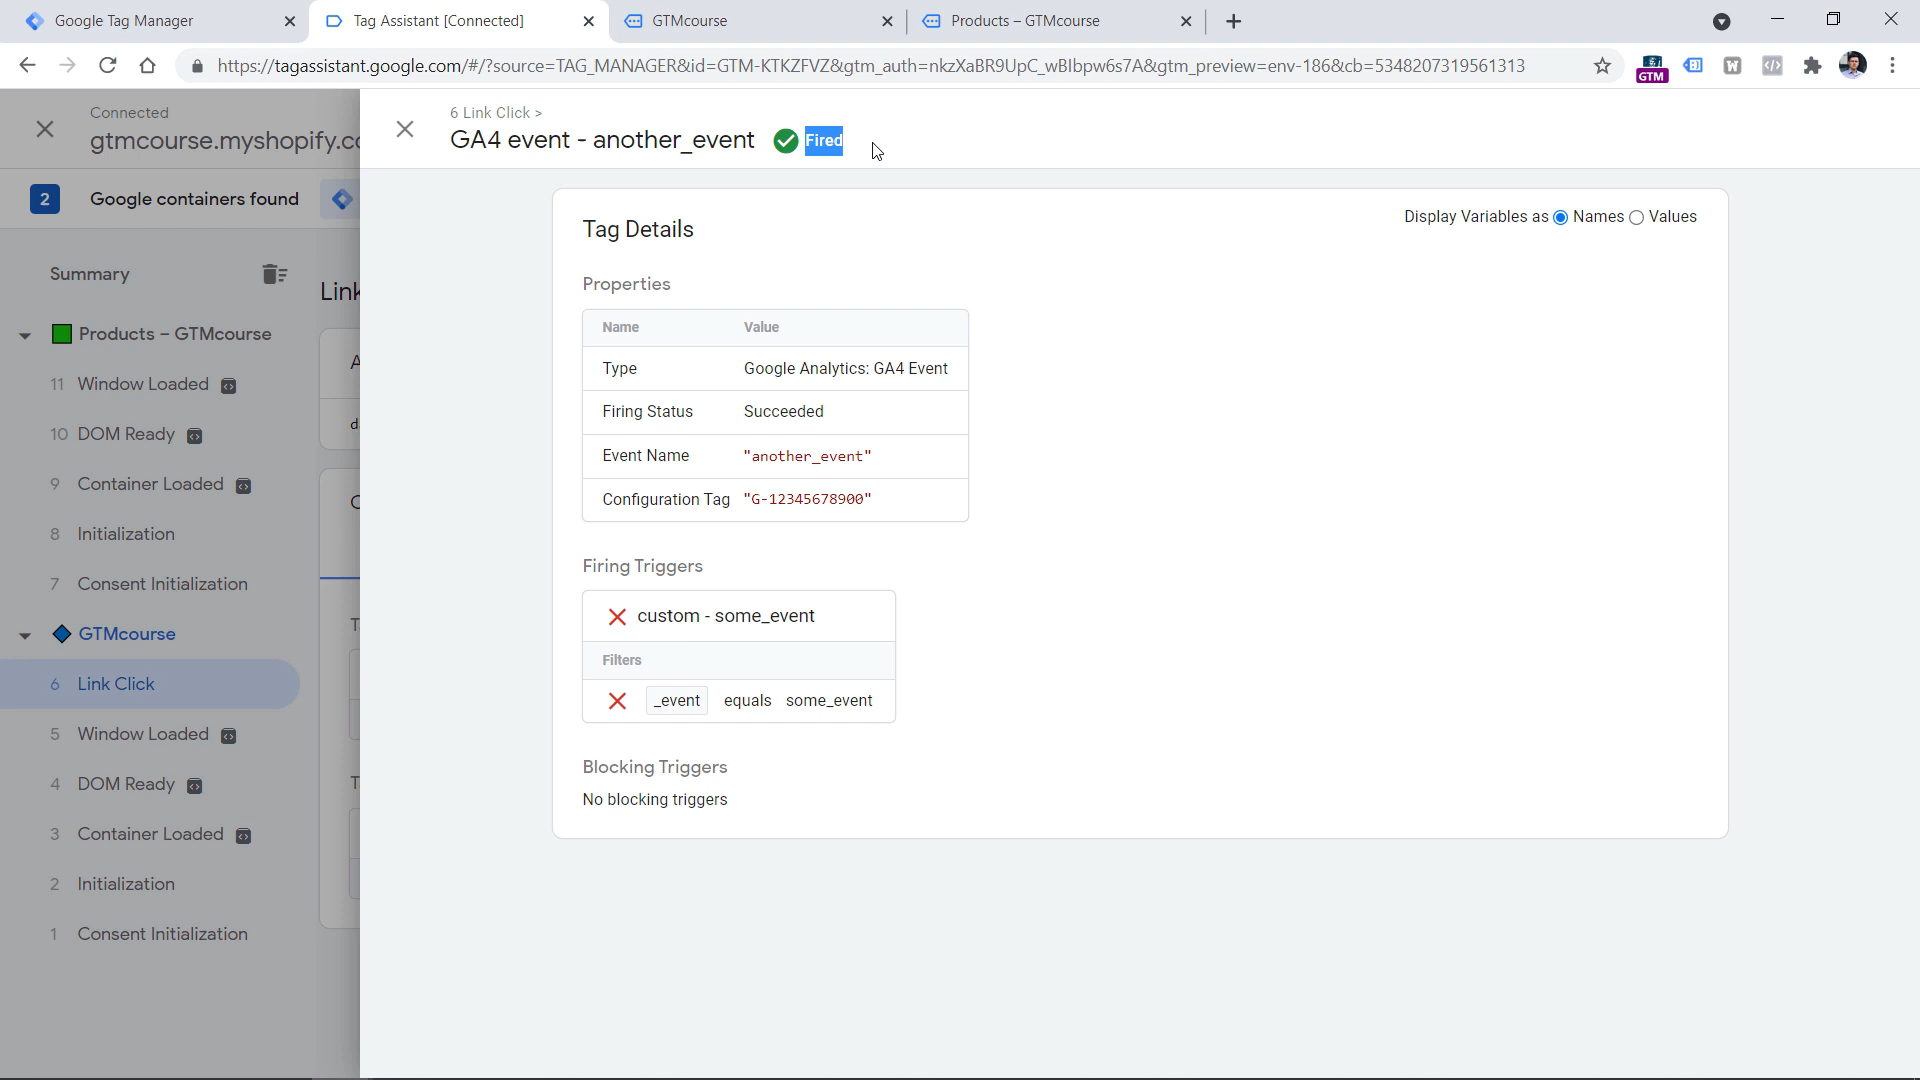 Google Tag Manager
Tag Assistant [Connected]
GTMcourse
Products – GTMcourse
https://tagassistant.google.com/#/?source=TAG_MANAGER&id=GTM-KTKZFVZ&gtm_auth=nkzXaBR9UpC_wBlbpw6s7A&gtm_preview=env-186&cb=5348207319561313
GTM
Connected
gtmcourse.myshopify.co
2 Google containers found
Summary
Products – GTMcourse
11 Window Loaded
10 DOM Ready
9 Container Loaded
8 Initialization
7 Consent Initialization
GTMcourse
6 Link Click
5 Window Loaded
4 DOM Ready
3 Container Loaded
2 Initialization
1 Consent Initialization
Link
6 Link Click >
GA4 event - another_event Fired
Tag Details
Display Variables as Names Values
Properties
Name Value
Type Google Analytics: GA4 Event
Firing Status Succeeded
Event Name "another_event"
Configuration Tag "G-12345678900"
Firing Triggers
custom - some_event
Filters
_event equals some_event
Blocking Triggers
No blocking triggers